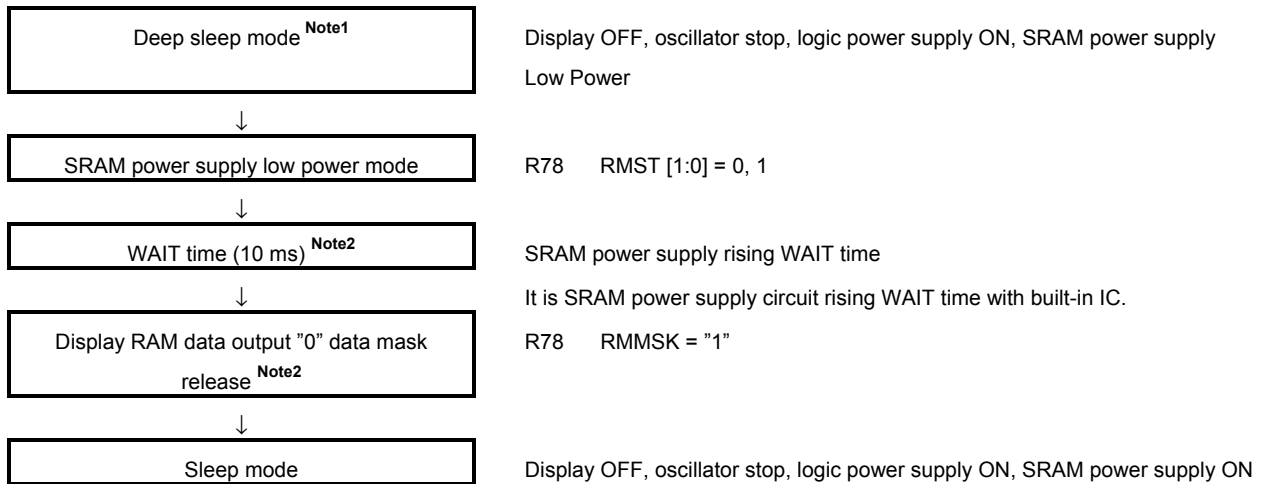 Deep sleep mode Note1
Display OFF, oscillator stop, logic power supply ON, SRAM power supply
Low Power
↓
SRAM power supply low power mode
R78 RMST [1:0] = 0, 1
↓
WAIT time (10 ms) Note2
SRAM power supply rising WAIT time
↓
It is SRAM power supply circuit rising WAIT time with built-in IC.
Display RAM data output ”0” data mask
release Note2
R78 RMMSK = ”1”
↓
Sleep mode
Display OFF, oscillator stop, logic power supply ON, SRAM power supply ON